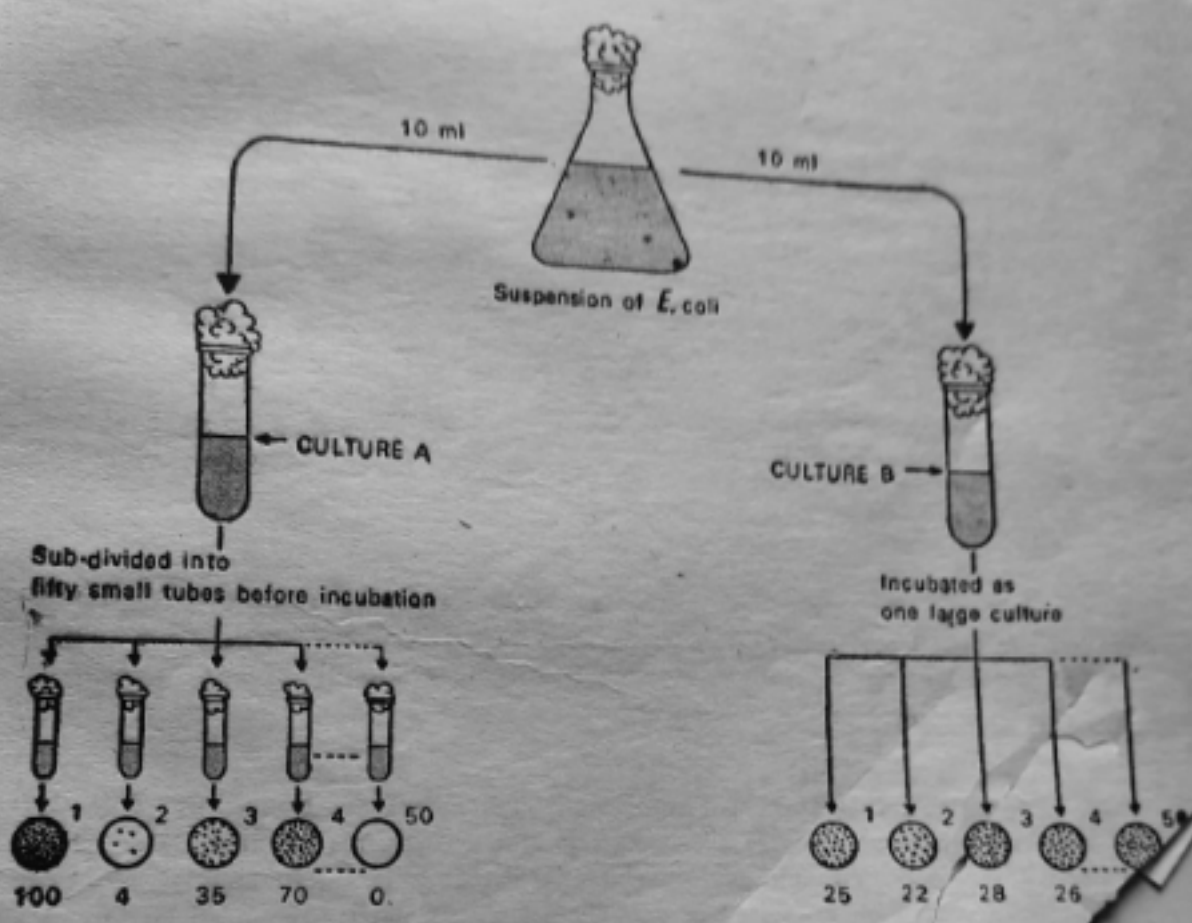 10 ml
10 ml
Suspension of E. coli
CULTURE A
CULTURE B
Sub-divided into
fifty small tubes before incubation
Incubated as
one large culture
1 2 3 4 50
100 4 35 70 0.
1 2 3 4
25 22 28 26